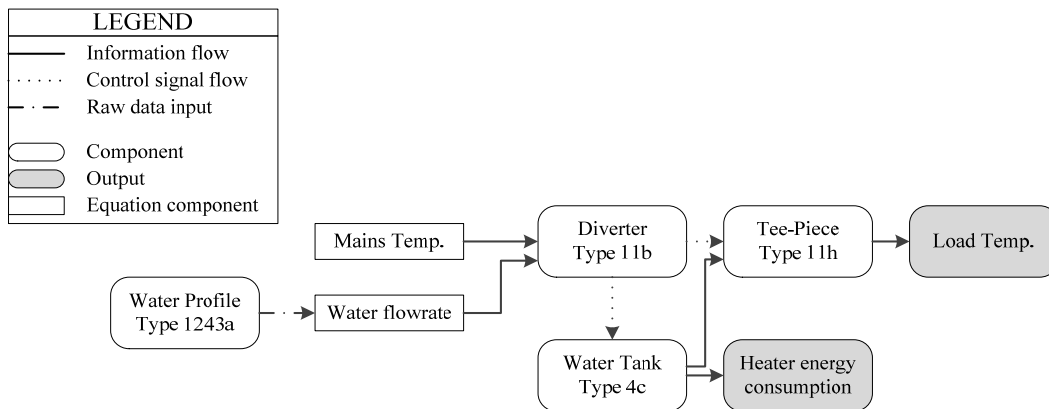 LEGEND
Information flow
Control signal flow
Raw data input
Component
Output
Equation component
Mains Temp.
Diverter
Type 11b
Tee-Piece
Type 11h
Load Temp.
Water Profile
Type 1243a
Water flowrate
Water Tank
Type 4c
Heater energy
consumption